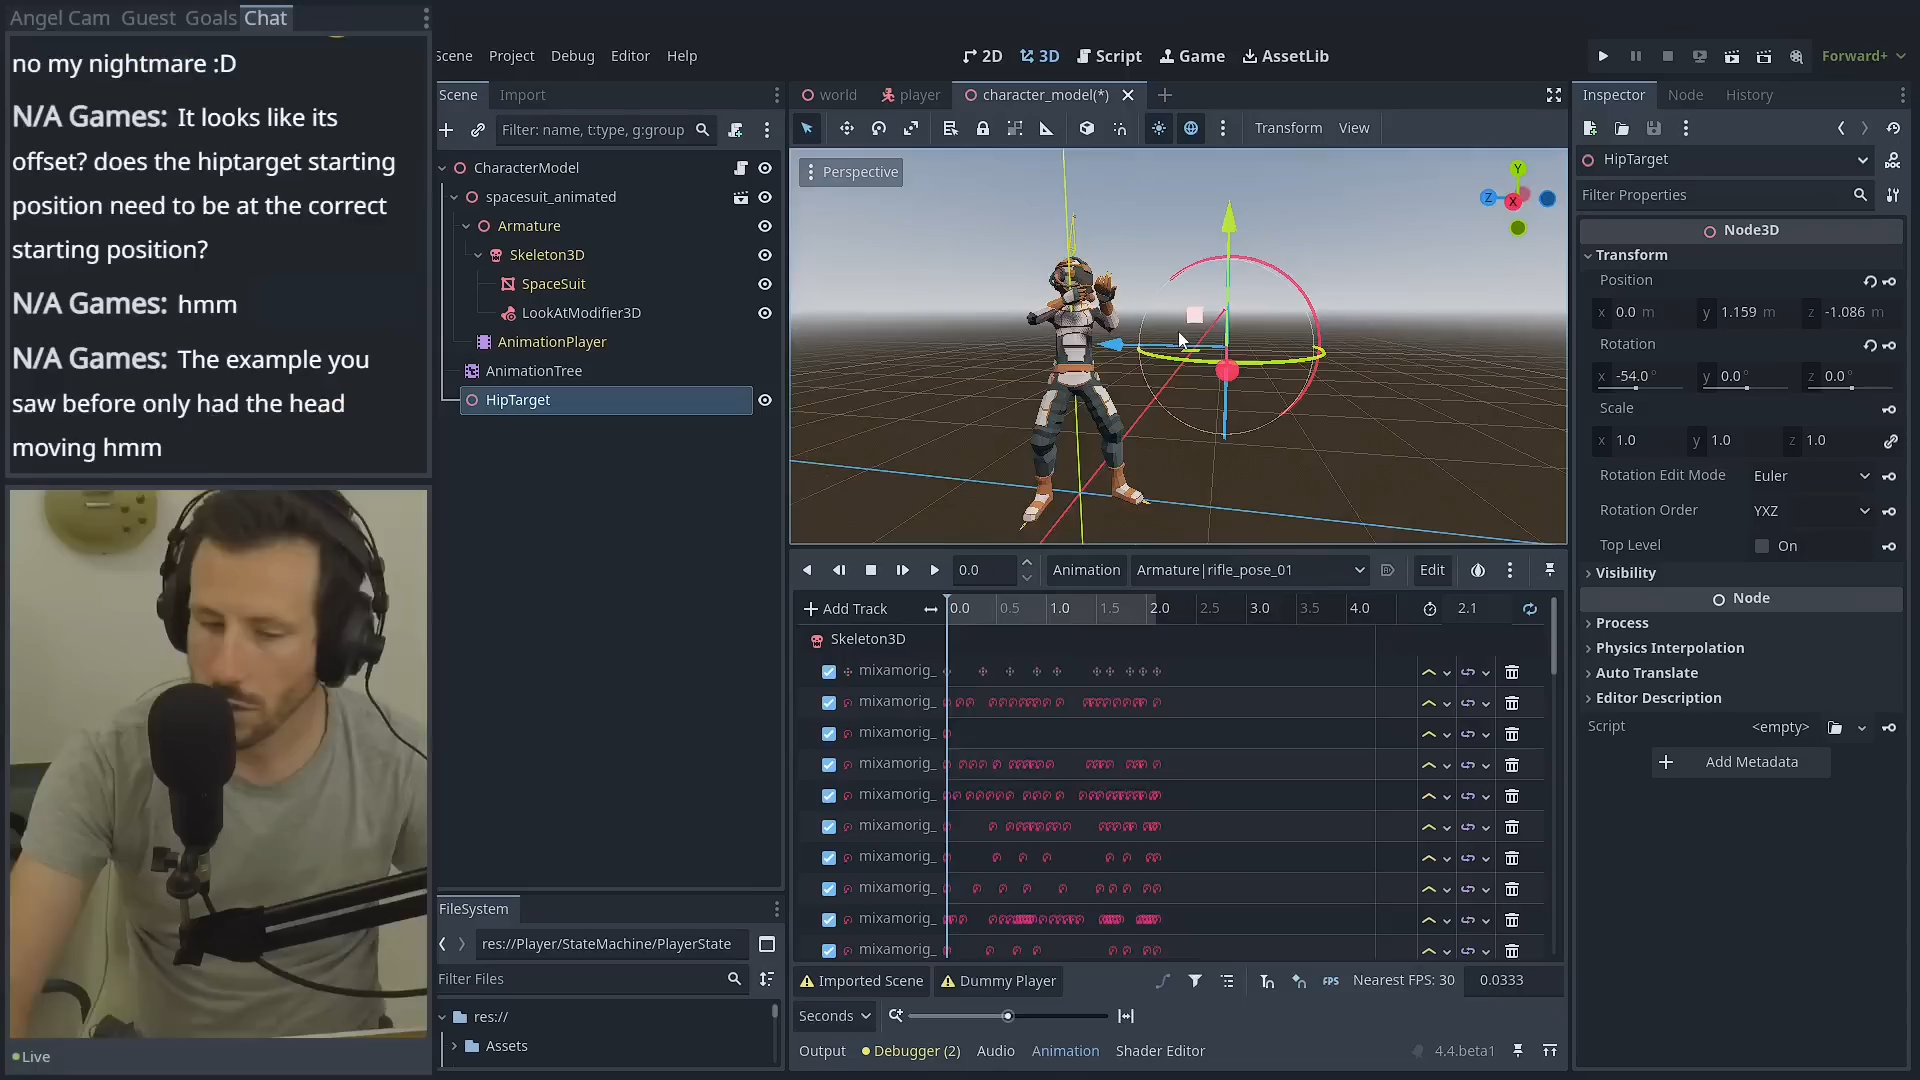 Angel Cam Guest Goals Chat
no my nightmare :D
N/A Games: It looks like its
offset? does the hiptarget starting
position need to be at the correct
starting position?
N/A Games: hmm
N/A Games: The example you
saw before only had the head
moving hmm
Live
Scene Project Debug Editor Help
2D 3D Script Game AssetLib
Forward+
Scene Import
Filter: name, t:type, g:group
CharacterModel
spacesuit_animated
Armature
Skeleton3D
SpaceSuit
LookAtModifier3D
AnimationPlayer
AnimationTree
HipTarget
FileSystem
res://Player/StateMachine/PlayerState
Filter Files
res://
Assets
world player character_model(*)
Transform View
Perspective
Y
Z X
0.0 Animation Armature|rifle_pose_01 Edit
Add Track 0.0 0.5 1.0 1.5 2.0 2.5 3.0 3.5 4.0 2.1
Skeleton3D
mixamorig_
mixamorig_
mixamorig_
mixamorig_
mixamorig_
mixamorig_
mixamorig_
mixamorig_
mixamorig_
mixamorig_
Imported Scene Dummy Player FPS Nearest FPS: 30 0.0333
Seconds
Output Debugger (2) Audio Animation Shader Editor 4.4.beta1
Inspector Node History
HipTarget
Filter Properties
Node3D
Transform
Position
x 0.0 m y 1.159 m z -1.086 m
Rotation
x -54.0 ° y 0.0 ° z 0.0 °
Scale
x 1.0 y 1.0 z 1.0
Rotation Edit Mode Euler
Rotation Order YXZ
Top Level On
Visibility
Node
Process
Physics Interpolation
Auto Translate
Editor Description
Script <empty>
Add Metadata